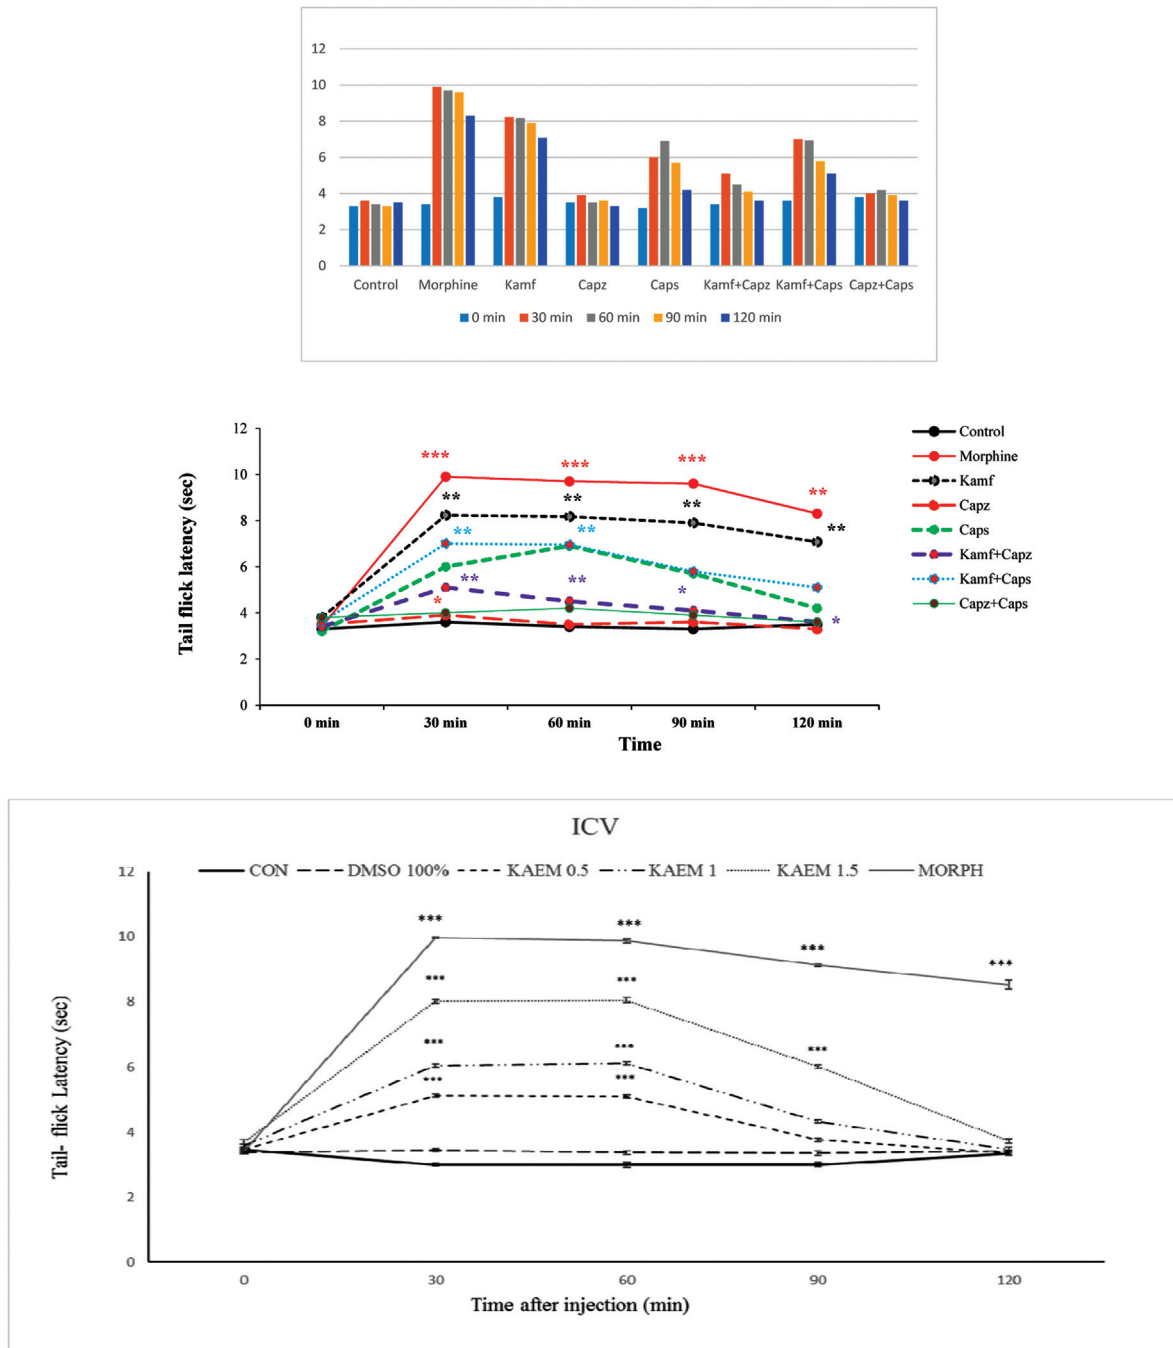 12
10
8
6
4
2
0
Control Morphine Kamf Capz Caps Kamf+Capz Kamf+Caps Capz+Caps
0 min 30 min 60 min 90 min 120 min
Tail flick latency (sec)
12
10
8
6
4
2
0
*** *** *** **
** ** ** **
** **
** ** * *
*
0 min 30 min 60 min 90 min 120 min
Time
Control
Morphine
Kamf
Capz
Caps
Kamf+Capz
Kamf+Caps
Capz+Caps
ICV
CON DMSO 100% KAEM 0.5 KAEM 1 KAEM 1.5 MORPH
Tail- flick Latency (sec)
12
10
8
6
4
2
0
*** *** *** ***
*** *** ***
*** ***
*** ***
0 30 60 90 120
Time after injection (min)